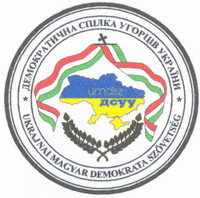 ДЕМОКРАТИЧНА СПІЛКА УГОРЦІВ УКРАЇНИ
umdsz
ДСУУ
UKRAJNAI MAGYAR DEMOKRATA SZÖVETSÉG